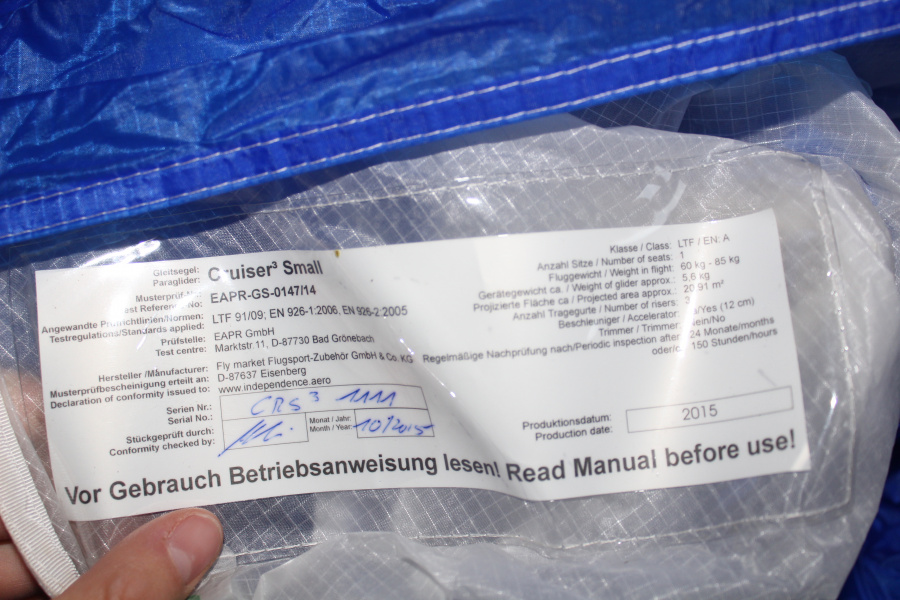 Gleitsegel:
Paraglider: Cruiser³ Small
Musterprüf-Nr.:
Test Reference No: EAPR-GS-0147/14
Angewandte Prüfrichtlinien/Normen:
Testregulations/Standards applied: LTF 91/09; EN 926-1:2006, EN 926-2:2005
Prüfstelle: EAPR GmbH
Test centre: Marktstr 11, D-87730 Bad Grönebach
Hersteller /Manufacturer: Fly market Flugsport-Zubehör GmbH & Co. KG
Musterprüfbescheinigung erteilt an: D-87637 Eisenberg
Declaration of conformity issued to: www.independence.aero
Serien Nr.:
Serial No.: CRS³ 1111
Stückgeprüft durch:
Conformity checked by:
Monat / Jahr:
Month / Year: 10/2015
Klasse / Class: LTF / EN: A
Anzahl Sitze / Number of seats: 1
Fluggewicht / Weight in flight: 60 kg - 85 kg
Gerätegewicht ca. / Weight of glider approx.: 5,6 kg
Projizierte Fläche ca / Projected area approx.: 20,91 m²
Anzahl Tragegurte / Number of risers: 3
Beschleuniger / Accelerator: Ja/Yes (12 cm)
Trimmer / Trimmer: Nein/No
Regelmäßige Nachprüfung nach/Periodic inspection after: 24 Monate/months
oder/o. 150 Stunden/hours
Produktionsdatum:
Production date: 2015
Vor Gebrauch Betriebsanweisung lesen! Read Manual before use!